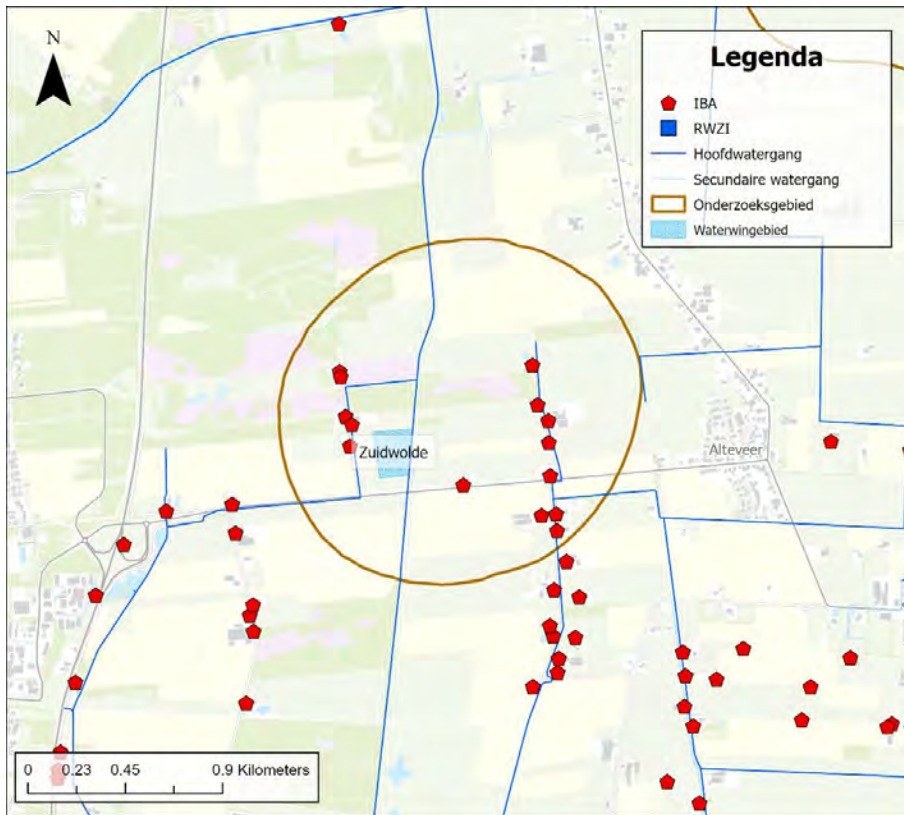 N
Legenda
IBA
RWZI
Hoofdwatergang
Secundaire watergang
Onderzoeksgebied
Waterwingebied
Zuidwolde
Alteveer
0 0.23 0.45 0.9 Kilometers